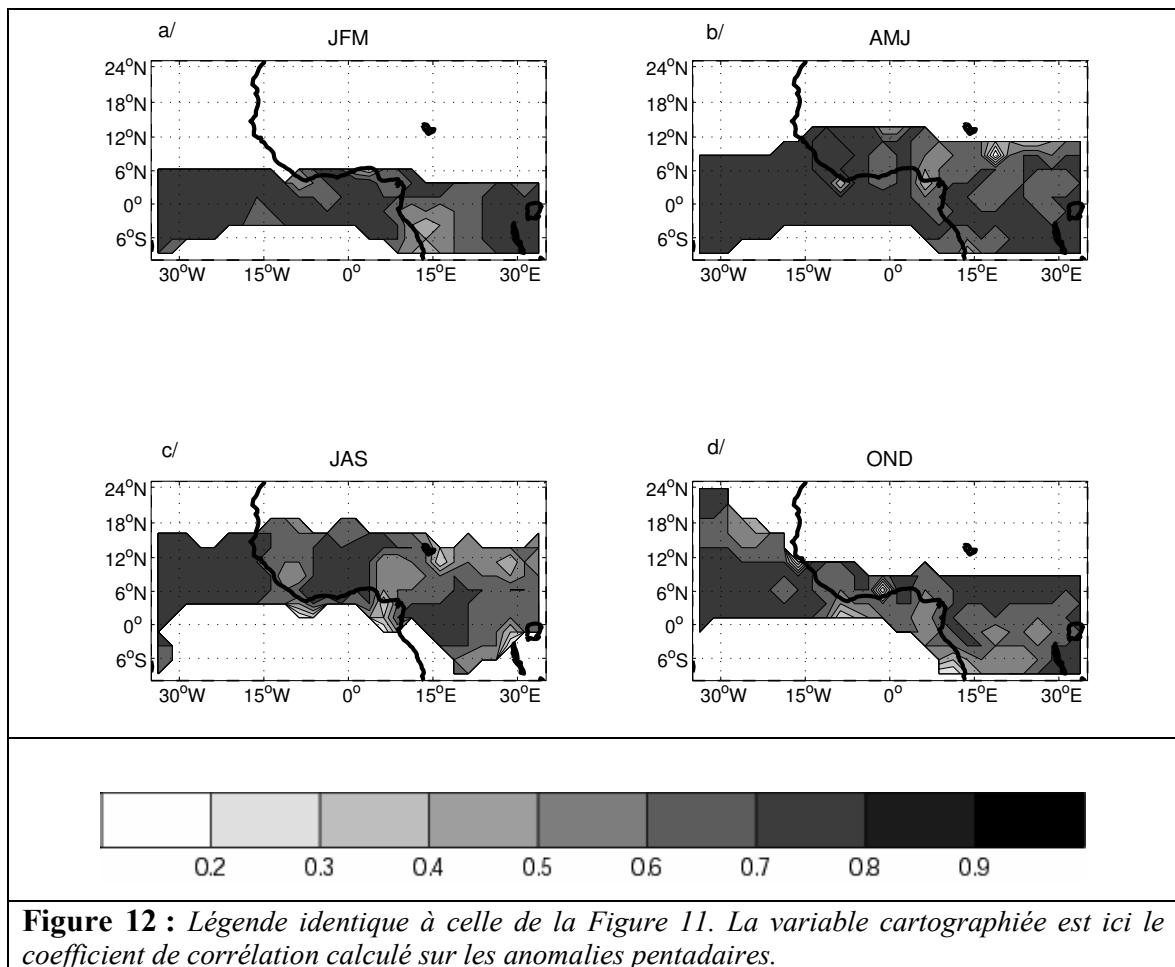 a/
JFM
24°N
18°N
12°N
6°N
0°
6°S
30°W 15°W 0° 15°E 30°E
b/
AMJ
24°N
18°N
12°N
6°N
0°
6°S
30°W 15°W 0° 15°E 30°E
c/
JAS
24°N
18°N
12°N
6°N
0°
6°S
30°W 15°W 0° 15°E 30°E
d/
OND
24°N
18°N
12°N
6°N
0°
6°S
30°W 15°W 0° 15°E 30°E
0.2 0.3 0.4 0.5 0.6 0.7 0.8 0.9
Figure 12 : Légende identique à celle de la Figure 11. La variable cartographiée est ici le
coefficient de corrélation calculé sur les anomalies pentadaires.